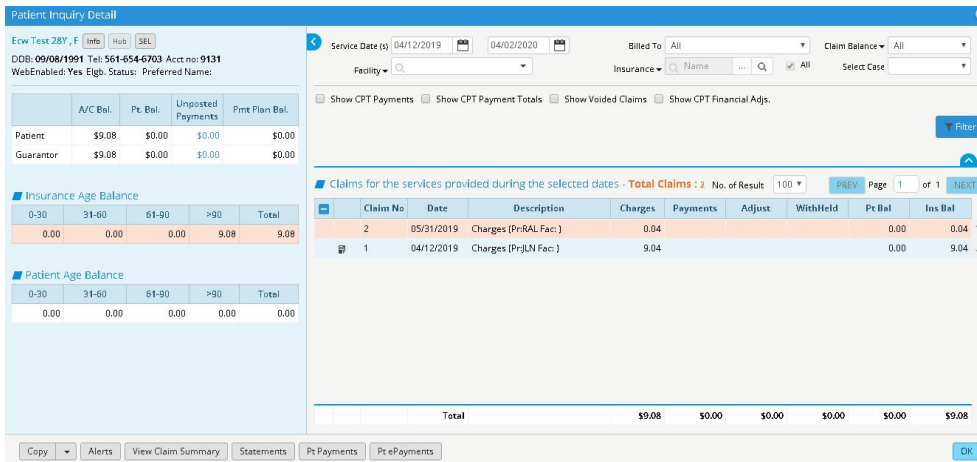 Patient Inquiry Detail
Ecw Test 28Y , F Info Hub SEL
DOB: 09/08/1991 Tel: 561-654-6703 Acct no: 9131
WebEnabled: Yes Elgb. Status: Preferred Name:
A/C Bal. Pt. Bal. Unposted Payments Pmt Plan Bal.
Patient $9.08 $0.00 $0.00 $0.00
Guarantor $9.08 $0.00 $0.00 $0.00
Insurance Age Balance
0-30 31-60 61-90 >90 Total
0.00 0.00 0.00 9.08 9.08
Patient Age Balance
0-30 31-60 61-90 >90 Total
0.00 0.00 0.00 0.00 0.00
Service Date (s) 04/12/2019 04/02/2020 Billed To All Claim Balance All
Facility Insurance Name ... All Select Case
Show CPT Payments Show CPT Payment Totals Show Voided Claims Show CPT Financial Adjs.
Filter
Claims for the services provided during the selected dates - Total Claims : 2 No. of Result 100 PREV Page 1 of 1 NEXT
Claim No Date Description Charges Payments Adjust WithHeld Pt Bal Ins Bal
2 05/31/2019 Charges (Pr:RAL Fac: ) 0.04 0.00 0.04
1 04/12/2019 Charges (Pr:JLN Fac: ) 9.04 0.00 9.04
Total $9.08 $0.00 $0.00 $0.00 $0.00 $9.08
Copy Alerts View Claim Summary Statements Pt Payments Pt ePayments OK